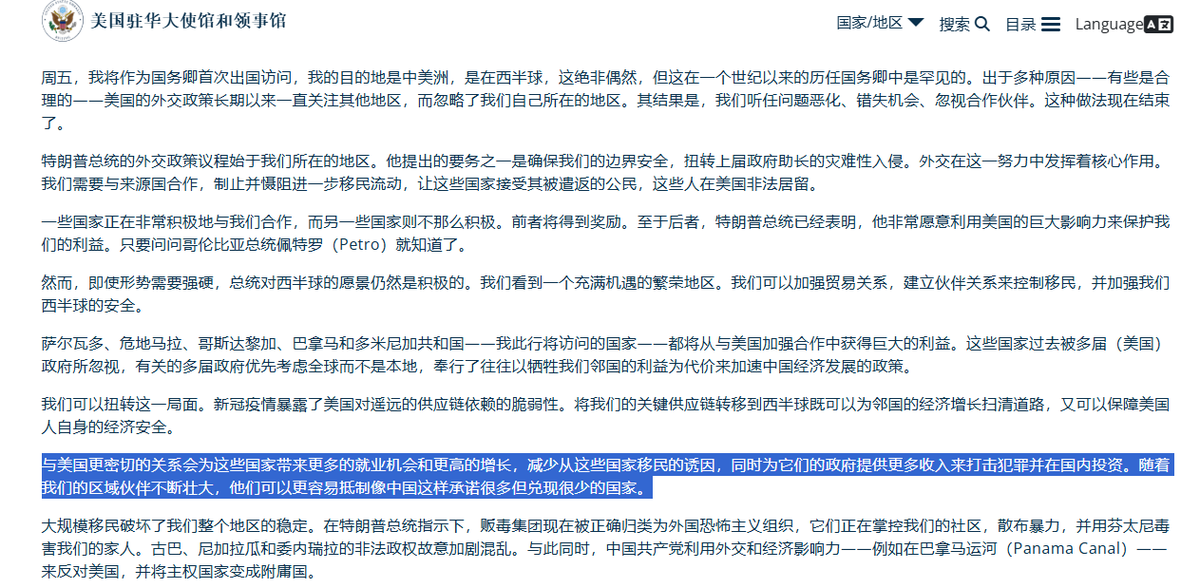 美国驻华大使馆和领事馆
国家/地区 搜索 目录 Language
周五，我将作为国务卿首次出国访问，我的目的地是中美洲，是在西半球，这绝非偶然，但这在一个世纪以来的历任国务卿中是罕见的。出于多种原因——有些是合
理的——美国的外交政策长期以来一直关注其他地区，而忽略了我们自己所在的地区。其结果是，我们听任问题恶化、错失机会、忽视合作伙伴。这种做法现在结束
了。
特朗普总统的外交政策议程始于我们所在的地区。他提出的要务之一是确保我们的边界安全，扭转上届政府助长的灾难性入侵。外交在这一努力中发挥着核心作用。
我们需要与来源国合作，制止并慑阻进一步移民流动，让这些国家接受其被遣返的公民，这些人在美国非法居留。
一些国家正在非常积极地与我们合作，而另一些国家则不那么积极。前者将得到奖励。至于后者，特朗普总统已经表明，他非常愿意利用美国的巨大影响力来保护我
们的利益。只要问问哥伦比亚总统佩特罗（Petro）就知道了。
然而，即使形势需要强硬，总统对西半球的愿景仍然是积极的。我们看到一个充满机遇的繁荣地区。我们可以加强贸易关系，建立伙伴关系来控制移民，并加强我们
西半球的安全。
萨尔瓦多、危地马拉、哥斯达黎加、巴拿马和多米尼加共和国——我此行将访问的国家——都将从与美国加强合作中获得巨大的利益。这些国家过去被多届（美国）
政府所忽视，有关的多届政府优先考虑全球而不是本地，奉行了往往以牺牲我们邻国的利益为代价来加速中国经济发展的政策。
我们可以扭转这一局面。新冠疫情暴露了美国对遥远的供应链依赖的脆弱性。将我们的关键供应链转移到西半球既可以为邻国的经济增长扫清道路，又可以保障美国
人自身的经济安全。
与美国更密切的关系会为这些国家带来更多的就业机会和更高的增长，减少从这些国家移民的诱因，同时为它们的政府提供更多收入来打击犯罪并在国内投资。随着
我们的区域伙伴不断壮大，他们可以更容易抵制像中国这样承诺很多但兑现很少的国家。
大规模移民破坏了我们整个地区的稳定。在特朗普总统指示下，贩毒集团现在被正确归类为外国恐怖主义组织，它们正在掌控我们的社区，散布暴力，并用芬太尼毒
害我们的家人。古巴、尼加拉瓜和委内瑞拉的非法政权故意加剧混乱。与此同时，中国共产党利用外交和经济影响力——例如在巴拿马运河（Panama Canal）——
来反对美国，并将主权国家变成附庸国。